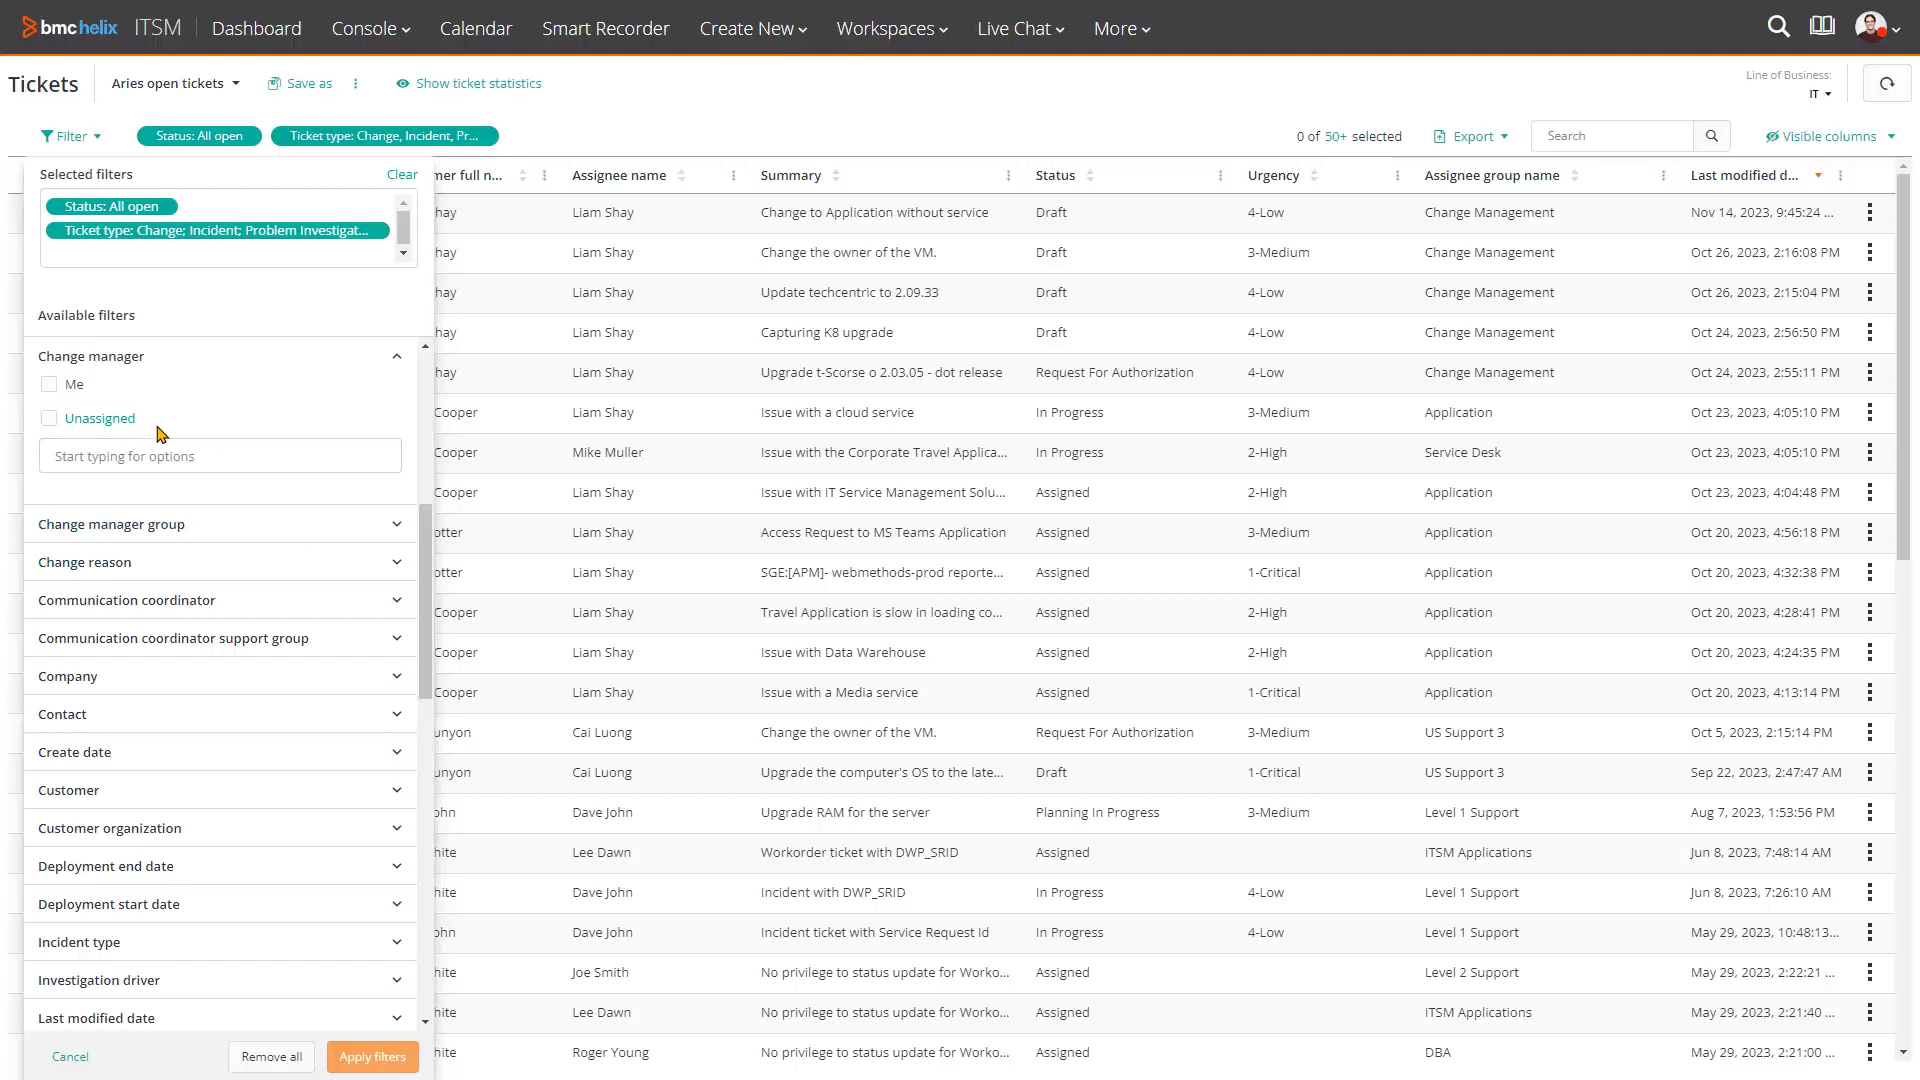 bmchelix ITSM Dashboard Console Calendar Smart Recorder Create New Workspaces Live Chat More
Tickets Aries open tickets Save as Show ticket statistics Line of Business: IT
Filter Status: All open Ticket type: Change, Incident, Pr... 0 of 50+ selected Export Search Visible columns
Selected filters Clear
Status: All open
Ticket type: Change; Incident; Problem Investigat...
Available filters
Change manager
Me
Unassigned
Start typing for options
Change manager group
Change reason
Communication coordinator
Communication coordinator support group
Company
Contact
Create date
Customer
Customer organization
Deployment end date
Deployment start date
Incident type
Investigation driver
Last modified date
Cancel Remove all Apply filters
mer full n... Assignee name Summary Status Urgency Assignee group name Last modified d...
hay Liam Shay Change to Application without service Draft 4-Low Change Management Nov 14, 2023, 9:45:24 ...
hay Liam Shay Change the owner of the VM. Draft 3-Medium Change Management Oct 26, 2023, 2:16:08 PM
hay Liam Shay Update techcentric to 2.09.33 Draft 4-Low Change Management Oct 26, 2023, 2:15:04 PM
hay Liam Shay Capturing K8 upgrade Draft 4-Low Change Management Oct 24, 2023, 2:56:50 PM
hay Liam Shay Upgrade t-Scorse o 2.03.05 - dot release Request For Authorization 4-Low Change Management Oct 24, 2023, 2:55:11 PM
Cooper Liam Shay Issue with a cloud service In Progress 3-Medium Application Oct 23, 2023, 4:05:10 PM
Cooper Mike Muller Issue with the Corporate Travel Applica... In Progress 2-High Service Desk Oct 23, 2023, 4:05:10 PM
Cooper Liam Shay Issue with IT Service Management Solu... Assigned 2-High Application Oct 23, 2023, 4:04:48 PM
otter Liam Shay Access Request to MS Teams Application Assigned 3-Medium Application Oct 20, 2023, 4:56:18 PM
otter Liam Shay SGE:[APM]- webmethods-prod reporte... Assigned 1-Critical Application Oct 20, 2023, 4:32:38 PM
Cooper Liam Shay Travel Application is slow in loading co... Assigned 2-High Application Oct 20, 2023, 4:28:41 PM
Cooper Liam Shay Issue with Data Warehouse Assigned 2-High Application Oct 20, 2023, 4:24:35 PM
Cooper Liam Shay Issue with a Media service Assigned 1-Critical Application Oct 20, 2023, 4:13:14 PM
unyon Cai Luong Change the owner of the VM. Request For Authorization 3-Medium US Support 3 Oct 5, 2023, 2:15:14 PM
unyon Cai Luong Upgrade the computer's OS to the late... Draft 1-Critical US Support 3 Sep 22, 2023, 2:47:47 AM
ohn Dave John Upgrade RAM for the server Planning In Progress 3-Medium Level 1 Support Aug 7, 2023, 1:53:56 PM
hite Lee Dawn Workorder ticket with DWP_SRID Assigned ITSM Applications Jun 8, 2023, 7:48:14 AM
hite Dave John Incident with DWP_SRID In Progress 4-Low Level 1 Support Jun 8, 2023, 7:26:10 AM
ohn Dave John Incident ticket with Service Request Id In Progress 4-Low Level 1 Support May 29, 2023, 10:48:13...
hite Joe Smith No privilege to status update for Worko... Assigned Level 2 Support May 29, 2023, 2:22:21 ...
hite Lee Dawn No privilege to status update for Worko... Assigned ITSM Applications May 29, 2023, 2:21:40 ...
hite Roger Young No privilege to status update for Worko... Assigned DBA May 29, 2023, 2:21:00 ...